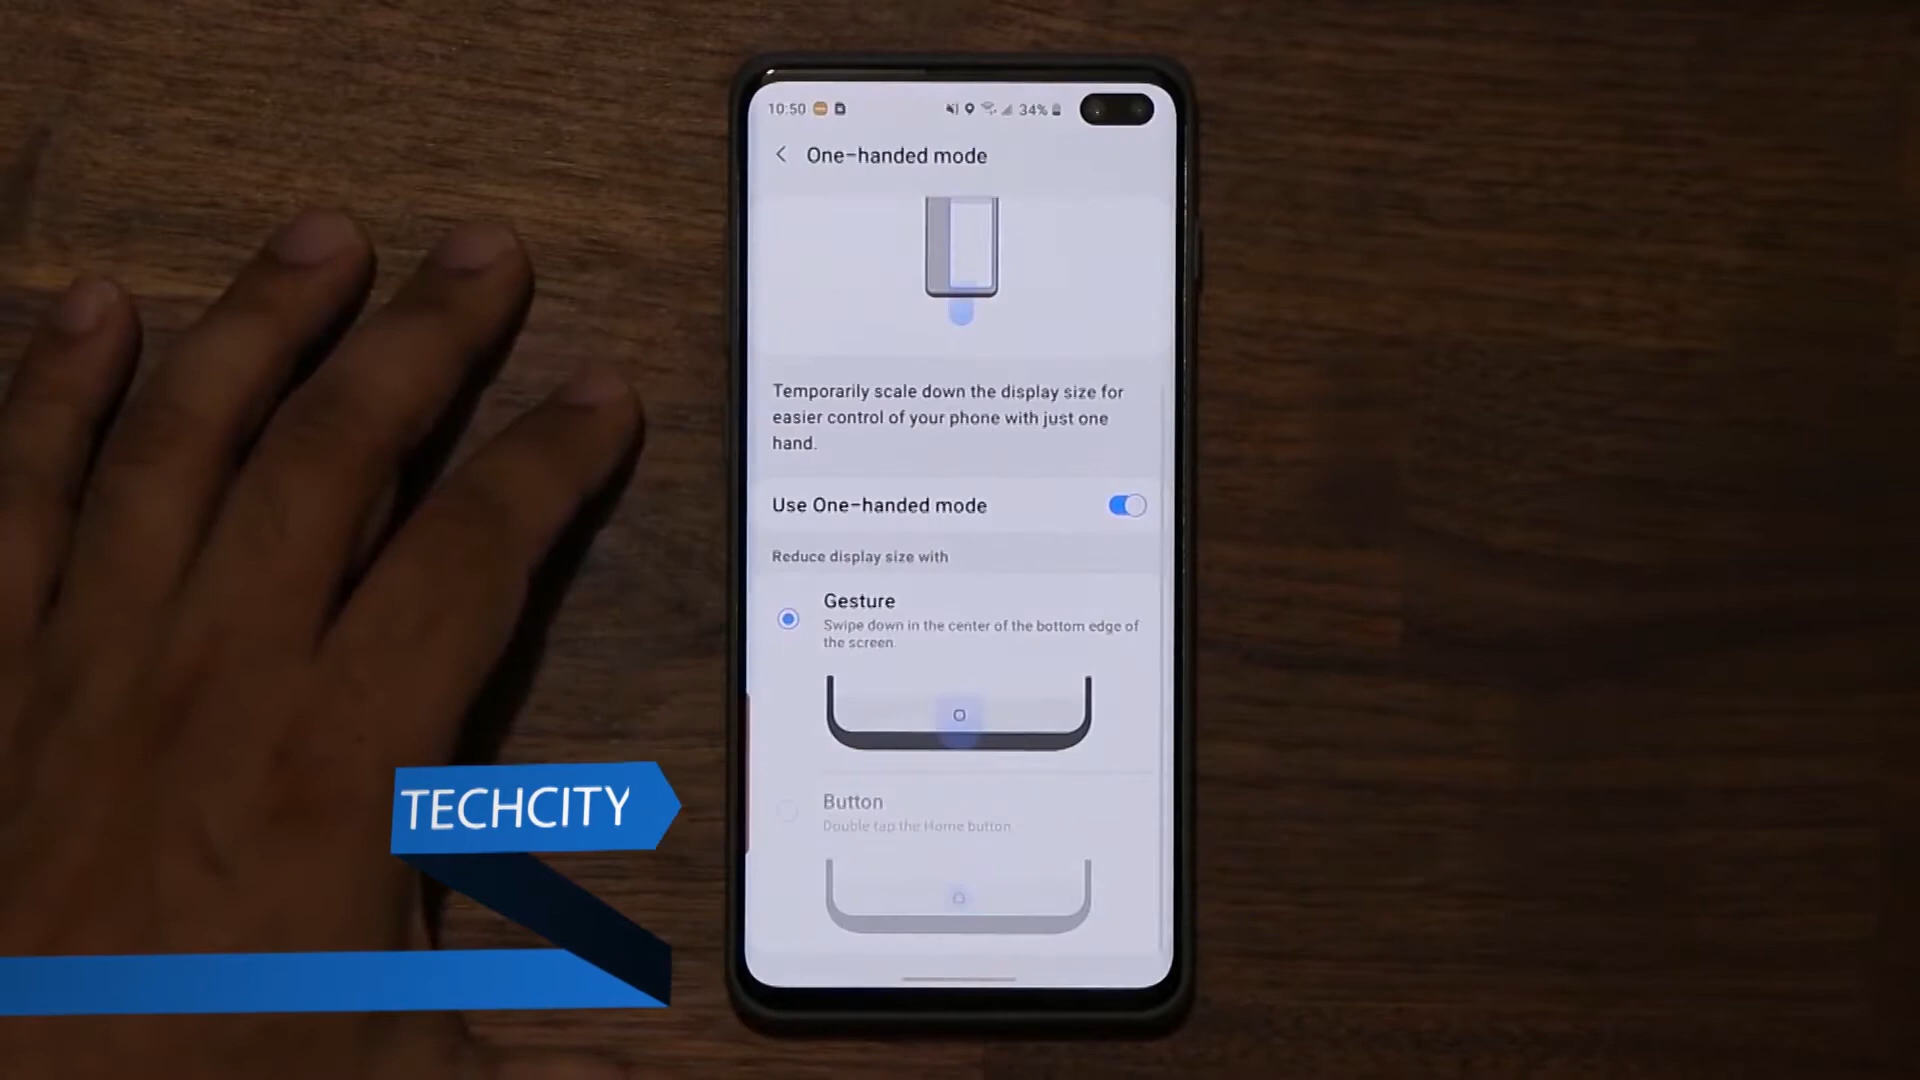 10:50
34%
One-handed mode
Temporarily scale down the display size for
easier control of your phone with just one
hand.
Use One-handed mode
Reduce display size with
Gesture
Swipe down in the center of the bottom edge of
the screen.
Button
Double tap the Home button.
TECHCITY